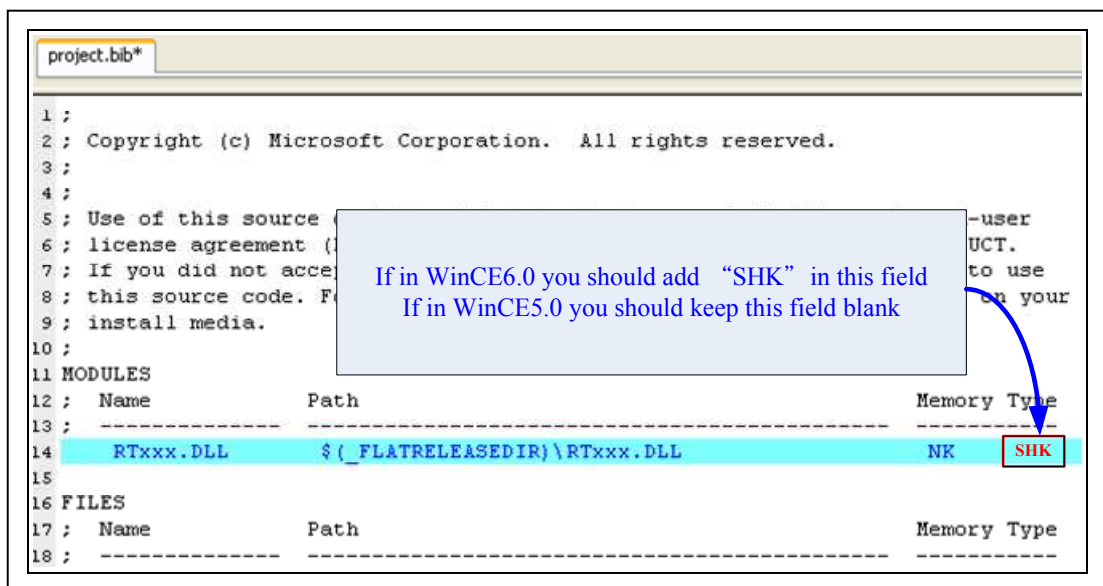 project.bib*
1 ;
2 ; Copyright (c) Microsoft Corporation.  All rights reserved.
3 ;
4 ;
5 ; Use of this source -user
6 ; license agreement ( UCT.
7 ; If you did not acce to use
8 ; this source code. F on your
9 ; install media.
10 ;
If in WinCE6.0 you should add “SHK” in this field
If in WinCE5.0 you should keep this field blank
11 MODULES
12 ;  Name            Path                                            Memory Type
13 ;  --------------  ----------------------------------------------  -----------
14     RTxxx.DLL       $(_FLATRELEASEDIR)\RTxxx.DLL                     NK    SHK
15
16 FILES
17 ;  Name            Path                                            Memory Type
18 ;  --------------  ----------------------------------------------  -----------